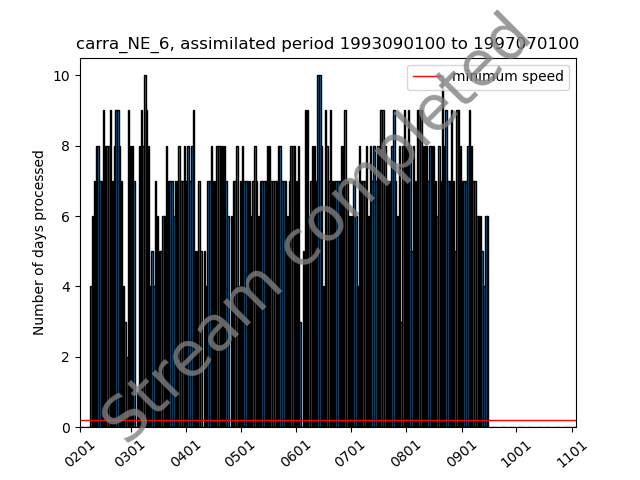 carra_NE_6, assimilated period 1993090100 to 1997070100
minimum speed
Number of days processed
10
8
6
4
2
0
0201 0301 0401 0501 0601 0701 0801 0901 1001 1101
Stream completed